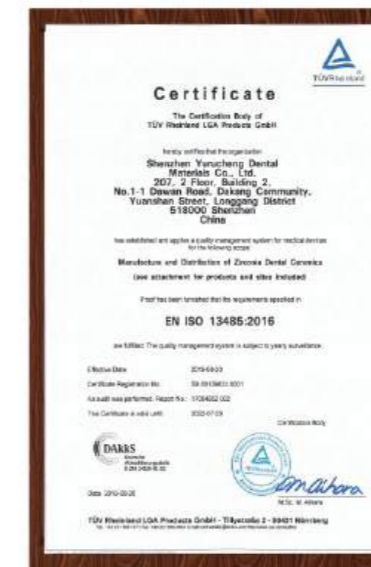 TÜVRheinland
Certificate
The Certification Body of
TÜV Rheinland LGA Products GmbH
hereby certifies that the organization
Shenzhen Yurucheng Dental
Materials Co., Ltd.
207, 2 Floor, Building 2,
No.1-1 Dawan Road, Dakang Community,
Yuanshan Street, Longgang District
518000 Shenzhen
China
has established and applies a quality management system for medical devices
for the following scope:
Manufacture and Distribution of Zirconia Dental Ceramics
(see attachment for products and sites included)
Proof has been furnished that the requirements specified in
EN ISO 13485:2016
are fulfilled. The quality management system is subject to yearly surveillance.
Effective Date:
Certificate Registration No.:
An audit was performed. Report No.:
This Certificate is valid until:
Certification Body
DAkkS
Deutsche
Akkreditierungsstelle
Date
TÜV Rheinland LGA Products GmbH - Tillystraße 2 - 90431 Nürnberg